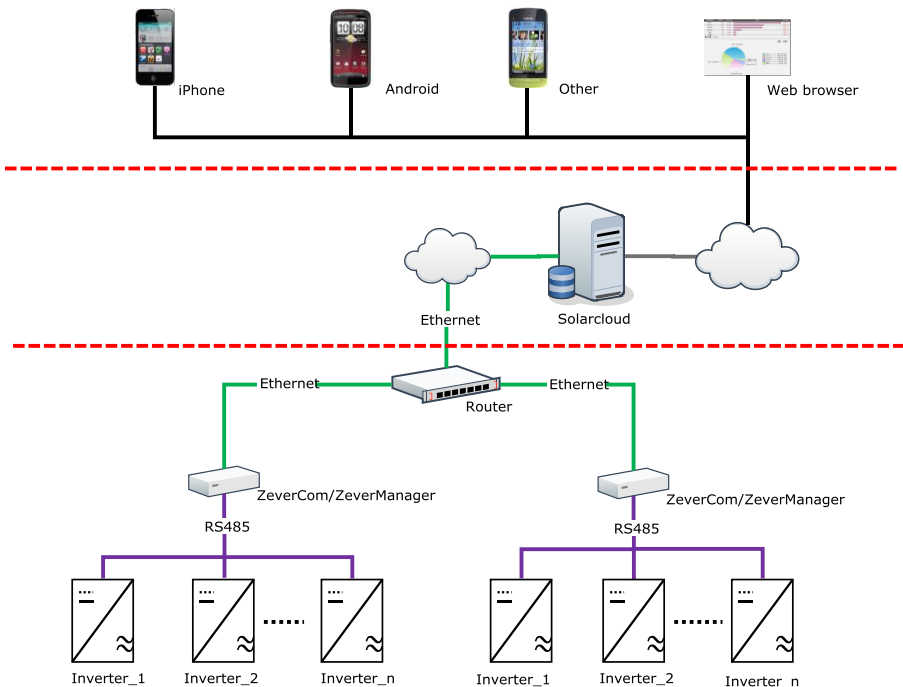 iPhone
Android
Other
Web browser
Ethernet
Solarcloud
Ethernet
Ethernet
Router
ZeverCom/ZeverManager
ZeverCom/ZeverManager
RS485
RS485
Inverter_1
Inverter_2
Inverter_n
Inverter_1
Inverter_2
Inverter_n